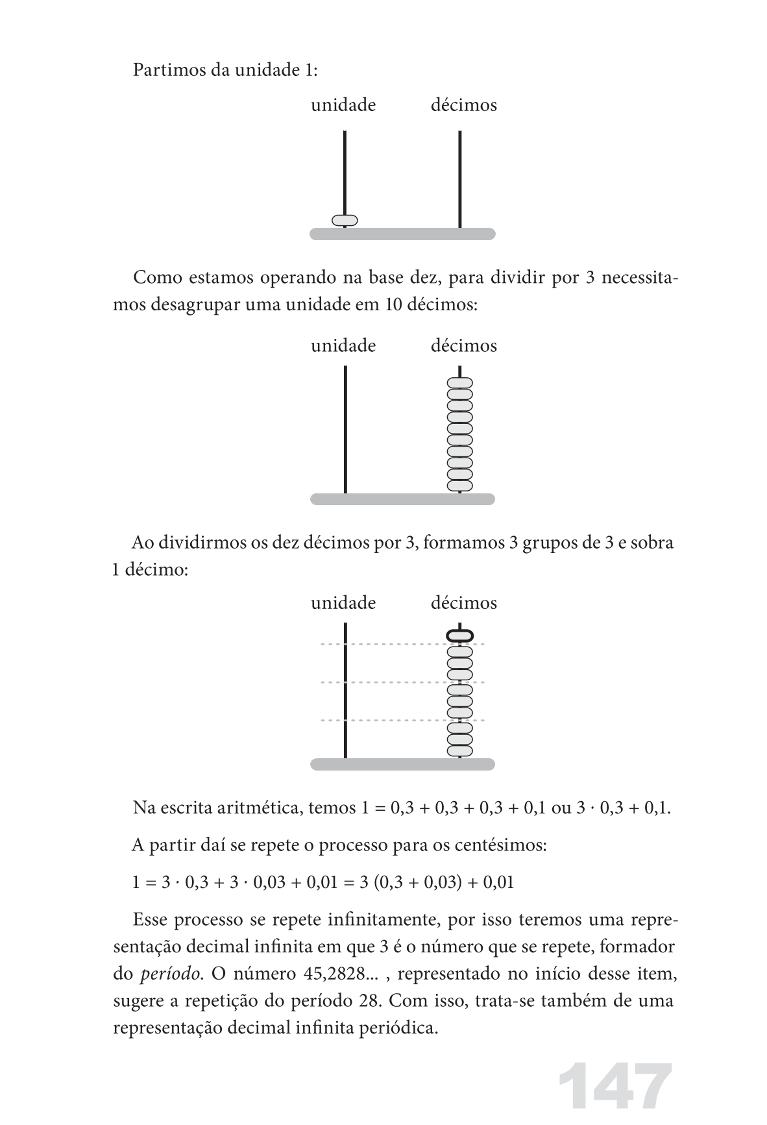 Partimos da unidade 1:
unidade décimos
Como estamos operando na base dez, para dividir por 3 necessita-
mos desagrupar uma unidade em 10 décimos:
unidade décimos
Ao dividirmos os dez décimos por 3, formamos 3 grupos de 3 e sobra
1 décimo:
unidade décimos
Na escrita aritmética, temos 1 = 0,3 + 0,3 + 0,3 + 0,1 ou 3 · 0,3 + 0,1.
A partir daí se repete o processo para os centésimos:
1 = 3 · 0,3 + 3 · 0,03 + 0,01 = 3 (0,3 + 0,03) + 0,01
Esse processo se repete infinitamente, por isso teremos uma repre-
sentação decimal infinita em que 3 é o número que se repete, formador
do período. O número 45,2828... , representado no início desse item,
sugere a repetição do período 28. Com isso, trata-se também de uma
representação decimal infinita periódica.
147